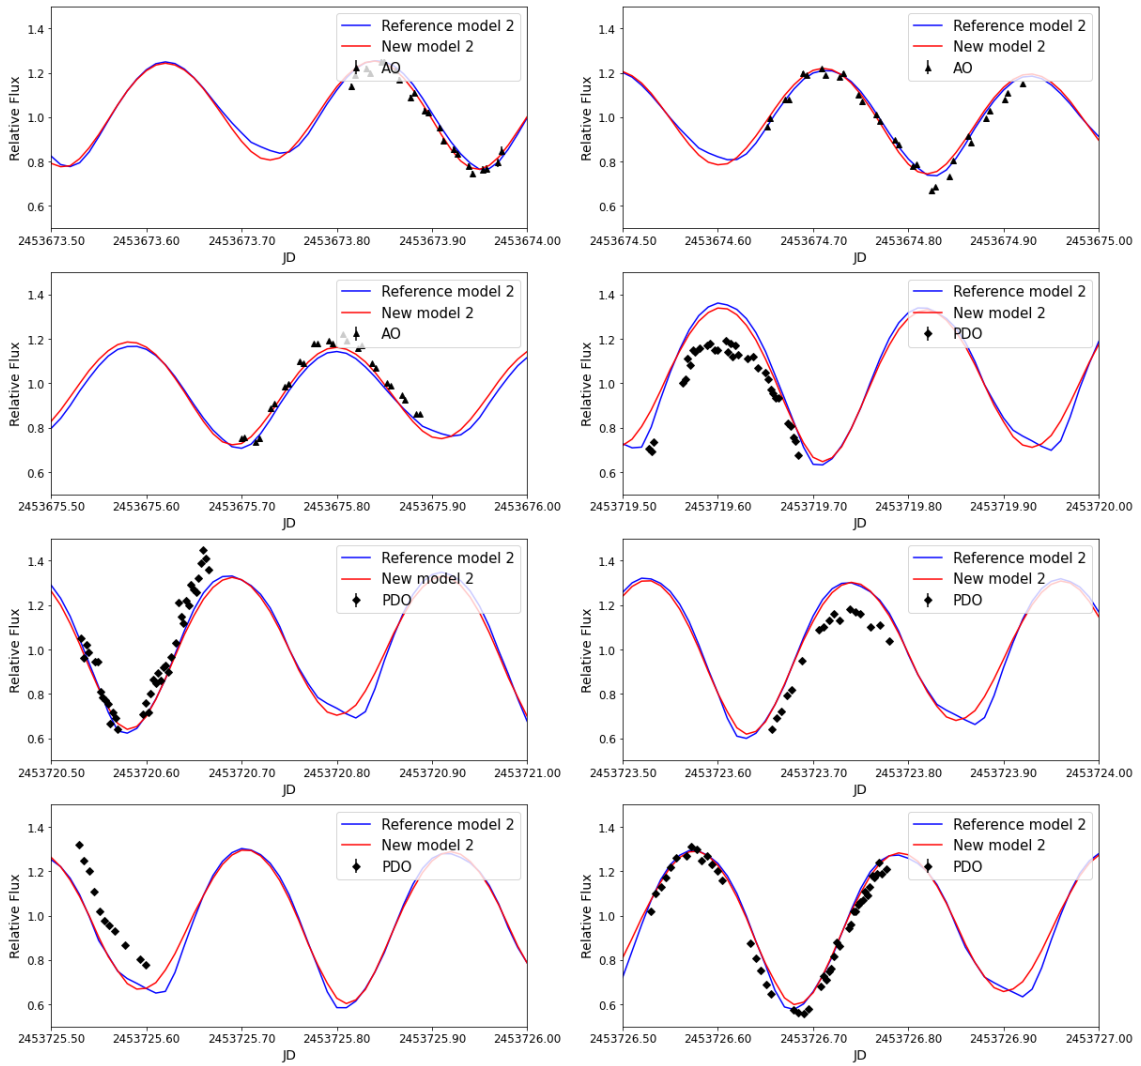 1.4
1.2
1.0
0.8
0.6
Relative Flux
Reference model 2
New model 2
AO
2453673.50 2453673.60 2453673.70 2453673.80 2453673.90 2453674.00
JD
1.4
1.2
1.0
0.8
0.6
Relative Flux
Reference model 2
New model 2
AO
2453674.50 2453674.60 2453674.70 2453674.80 2453674.90 2453675.00
JD
1.4
1.2
1.0
0.8
0.6
Relative Flux
Reference model 2
New model 2
AO
2453675.50 2453675.60 2453675.70 2453675.80 2453675.90 2453676.00
JD
1.4
1.2
1.0
0.8
0.6
Relative Flux
Reference model 2
New model 2
PDO
2453719.50 2453719.60 2453719.70 2453719.80 2453719.90 2453720.00
JD
1.4
1.2
1.0
0.8
0.6
Relative Flux
Reference model 2
New model 2
PDO
2453720.50 2453720.60 2453720.70 2453720.80 2453720.90 2453721.00
JD
1.4
1.2
1.0
0.8
0.6
Relative Flux
Reference model 2
New model 2
PDO
2453723.50 2453723.60 2453723.70 2453723.80 2453723.90 2453724.00
JD
1.4
1.2
1.0
0.8
0.6
Relative Flux
Reference model 2
New model 2
PDO
2453725.50 2453725.60 2453725.70 2453725.80 2453725.90 2453726.00
JD
1.4
1.2
1.0
0.8
0.6
Relative Flux
Reference model 2
New model 2
PDO
2453726.50 2453726.60 2453726.70 2453726.80 2453726.90 2453727.00
JD